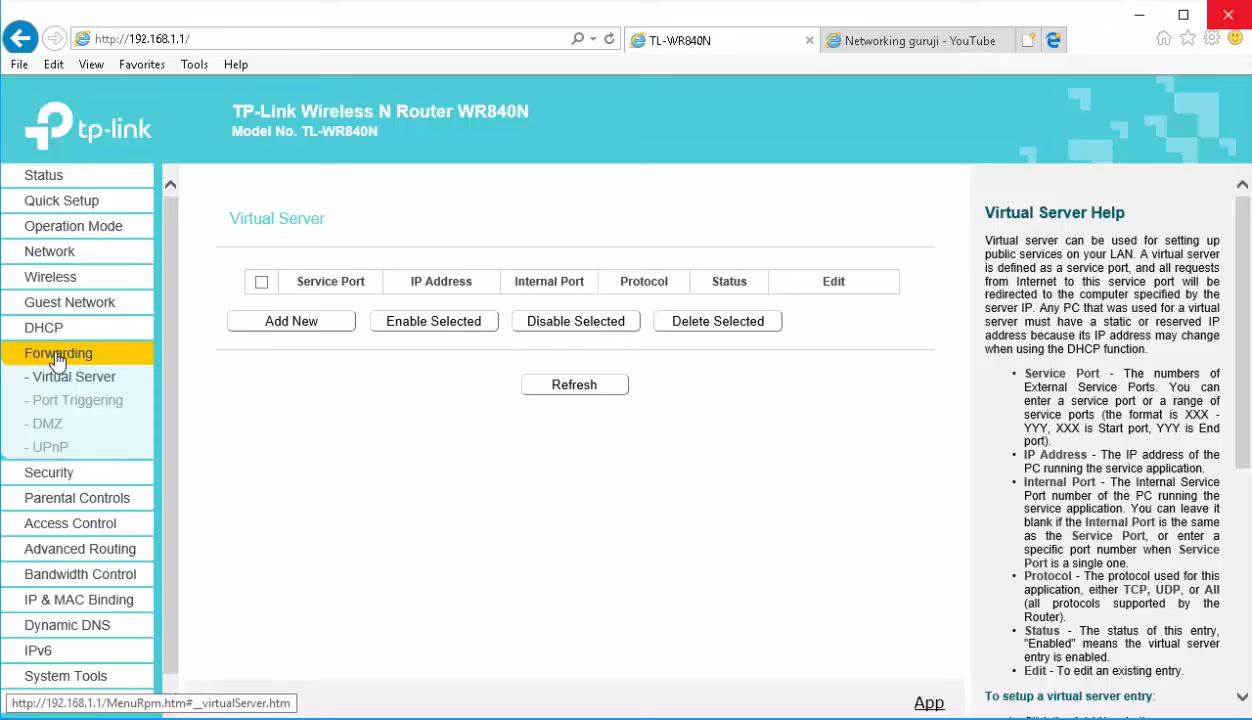 http://192.168.1.1/
TL-WR840N
Networking guruji - YouTube
File Edit View Favorites Tools Help
tp-link
TP-Link Wireless N Router WR840N
Model No. TL-WR840N
Status
Quick Setup
Operation Mode
Network
Wireless
Guest Network
DHCP
Forwarding
- Virtual Server
- Port Triggering
- DMZ
- UPnP
Security
Parental Controls
Access Control
Advanced Routing
Bandwidth Control
IP & MAC Binding
Dynamic DNS
IPv6
System Tools
http://192.168.1.1/MenuRpm.htm#__virtualServer.htm
Virtual Server
Service Port IP Address Internal Port Protocol Status Edit
Add New Enable Selected Disable Selected Delete Selected
Refresh
App
Virtual Server Help
Virtual server can be used for setting up
public services on your LAN. A virtual server
is defined as a service port, and all requests
from Internet to this service port will be
redirected to the computer specified by the
server IP. Any PC that was used for a virtual
server must have a static or reserved IP
address because its IP address may change
when using the DHCP function.
• Service Port - The numbers of
External Service Ports. You can
enter a service port or a range of
service ports (the format is XXX -
YYY, XXX is Start port, YYY is End
port).
• IP Address - The IP address of the
PC running the service application.
• Internal Port - The Internal Service
Port number of the PC running the
service application. You can leave it
blank if the Internal Port is the same
as the Service Port, or enter a
specific port number when Service
Port is a single one.
• Protocol - The protocol used for this
application, either TCP, UDP, or All
(all protocols supported by the
Router).
• Status - The status of this entry,
"Enabled" means the virtual server
entry is enabled.
• Edit - To edit an existing entry.
To setup a virtual server entry: